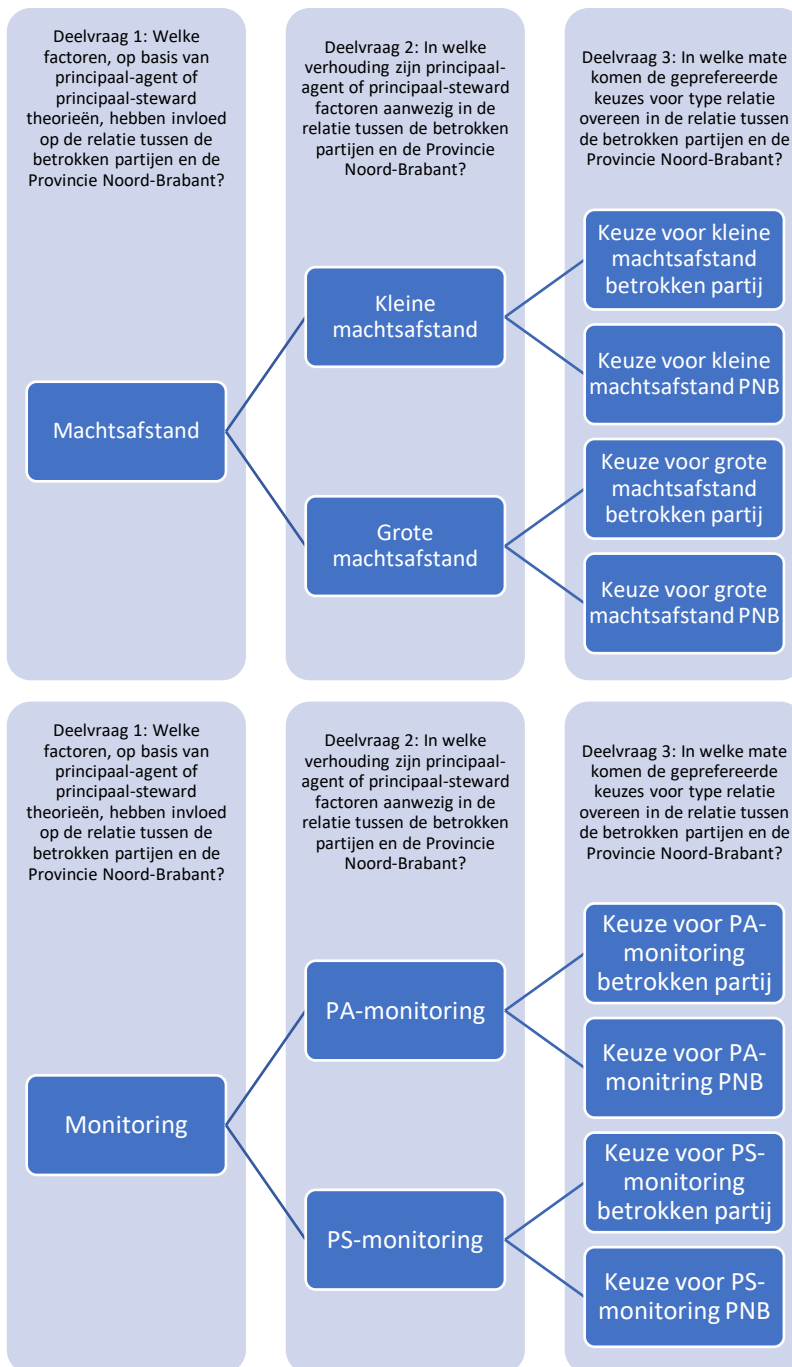 Deelvraag 1: Welke
factoren, op basis van
principaal-agent of
principaal-steward
theorieën, hebben invloed
op de relatie tussen de
betrokken partijen en de
Provincie Noord-Brabant?
Machtsafstand
Deelvraag 2: In welke
verhouding zijn principaal-
agent of principaal-steward
factoren aanwezig in de
relatie tussen de betrokken
partijen en de Provincie
Noord-Brabant?
Kleine
machtsafstand
Grote
machtsafstand
Deelvraag 3: In welke mate
komen de geprefereerde
keuzes voor type relatie
overeen in de relatie tussen
de betrokken partijen en de
Provincie Noord-Brabant?
Keuze voor kleine
machtsafstand
betrokken partij
Keuze voor kleine
machtsafstand PNB
Keuze voor grote
machtsafstand
betrokken partij
Keuze voor grote
machtsafstand PNB
Deelvraag 1: Welke
factoren, op basis van
principaal-agent of
principaal-steward
theorieën, hebben invloed
op de relatie tussen de
betrokken partijen en de
Provincie Noord-Brabant?
Monitoring
Deelvraag 2: In welke
verhouding zijn principaal-
agent of principaal-steward
factoren aanwezig in de
relatie tussen de betrokken
partijen en de Provincie
Noord-Brabant?
PA-monitoring
PS-monitoring
Deelvraag 3: In welke mate
komen de geprefereerde
keuzes voor type relatie
overeen in de relatie tussen
de betrokken partijen en de
Provincie Noord-Brabant?
Keuze voor PA-
monitoring
betrokken partij
Keuze voor PA-
monitring PNB
Keuze voor PS-
monitoring
betrokken partij
Keuze voor PS-
monitoring PNB